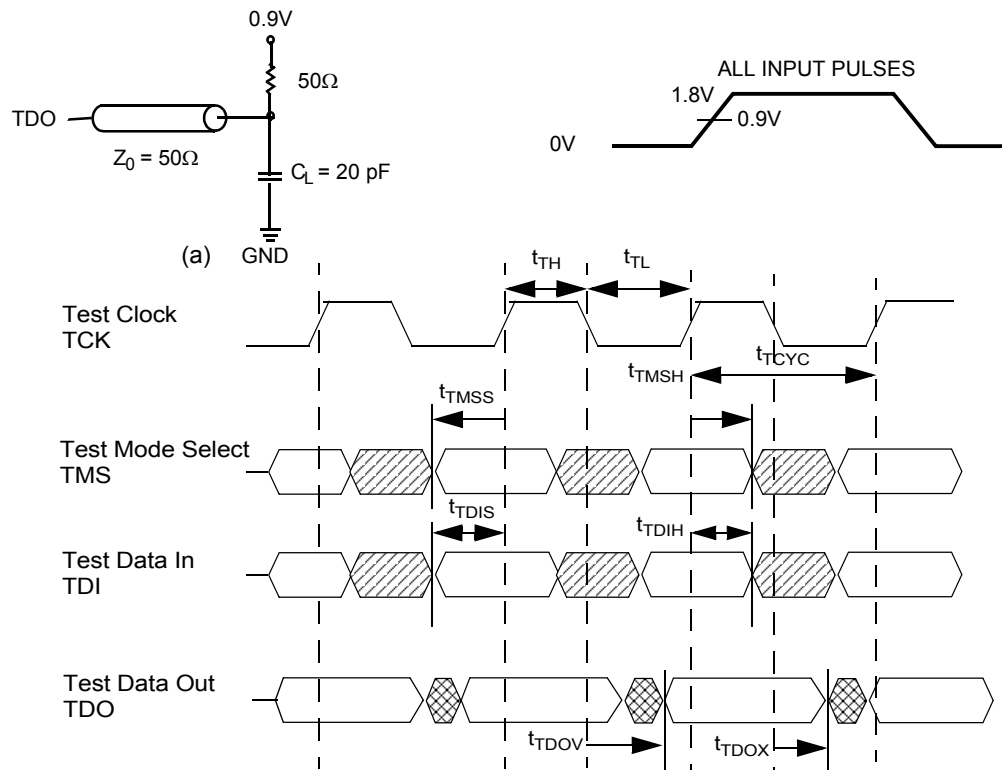 0.9V
50Ω
TDO
Z0 = 50Ω
CL = 20 pF
(a) GND
ALL INPUT PULSES
1.8V
0.9V
0V
tTH
tTL
Test Clock
TCK
tTCYC
tTMSH
tTMSS
Test Mode Select
TMS
tTDIS
tTDIH
Test Data In
TDI
Test Data Out
TDO
tTDOV
tTDOX